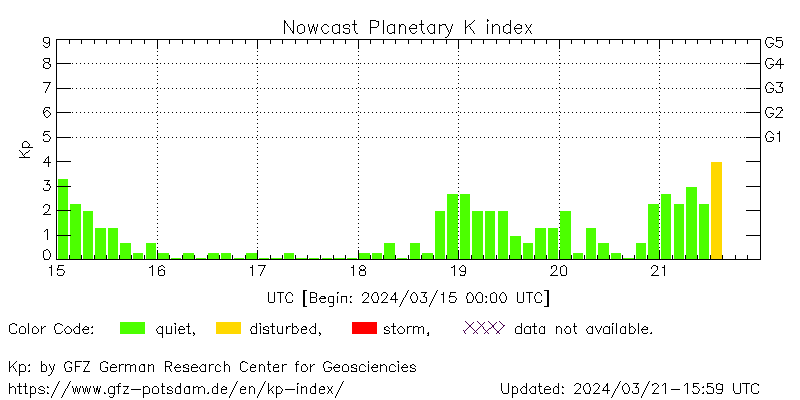 Nowcast Planetary K index
9 G5
8 G4
7 G3
6 G2
5 G1
4
3
2
1
0
Kp
15 16 17 18 19 20 21
UTC [Begin: 2024/03/15 00:00 UTC]
Color Code: quiet, disturbed, storm, data not available.
Kp: by GFZ German Research Center for Geosciencies
https://www.gfz-potsdam.de/en/kp-index/ Updated: 2024/03/21-15:59 UTC